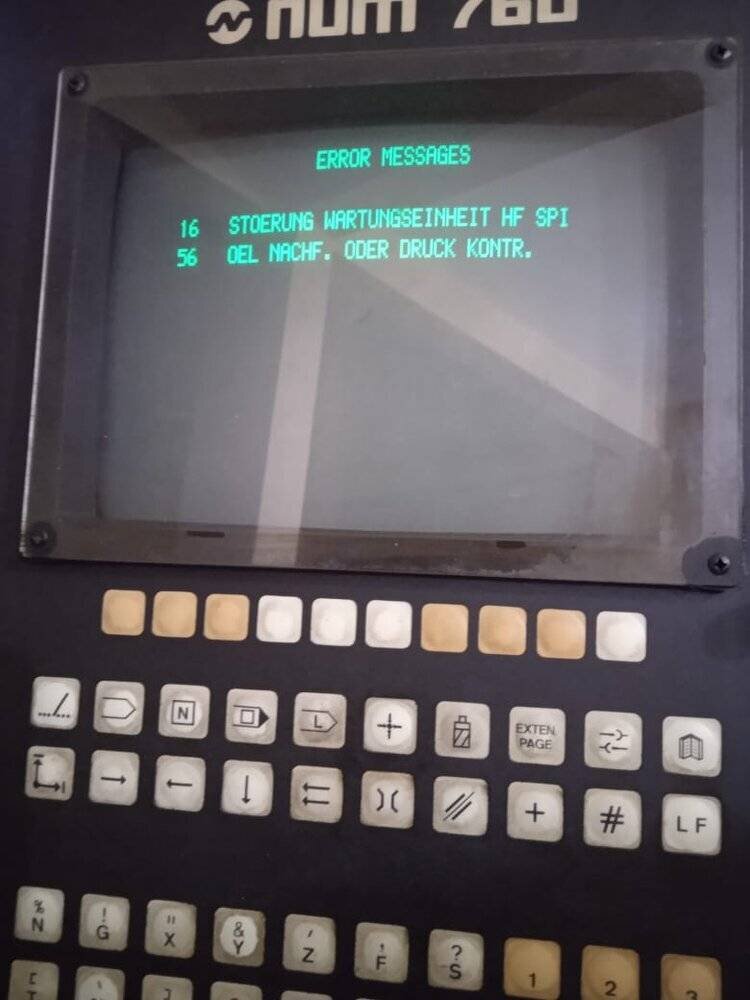 num 760
ERROR MESSAGES
16 STOERUNG WARTUNGSEINHEIT HF SPI
56 OEL NACHF. ODER DRUCK KONTR.
N L EXTEN. PAGE
+ # LF
% N ! G " X & Y ' Z , F ? S 1 2 3